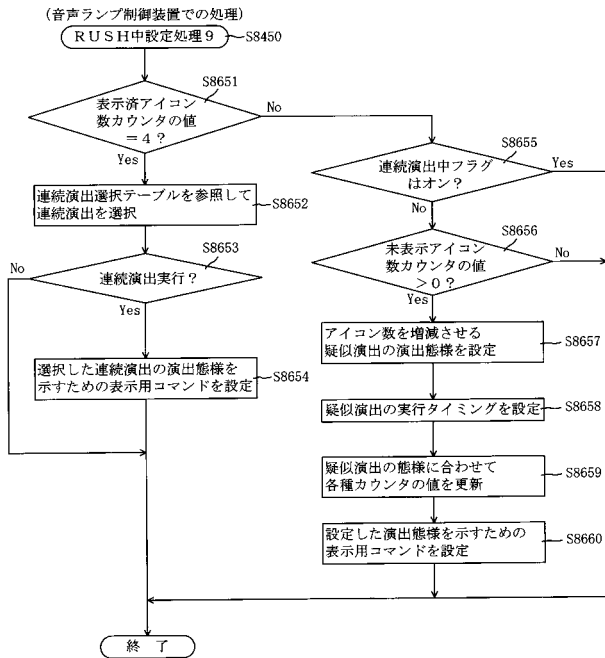 (音声ランプ制御装置での処理)
RUSH中設定処理9
S8450
S8651
表示済アイコン
数カウンタの値
=4?
No
Yes
連続演出選択テーブルを参照して
連続演出を選択
S8652
S8653
連続演出実行?
No
Yes
選択した連続演出の演出態様を
示すための表示用コマンドを設定
S8654
S8655
連続演出中フラグ
はオン?
Yes
No
S8656
未表示アイコン
数カウンタの値
>0?
No
Yes
アイコン数を増減させる
疑似演出の演出態様を設定
S8657
疑似演出の実行タイミングを設定
S8658
疑似演出の態様に合わせて
各種カウンタの値を更新
S8659
設定した演出態様を示すための
表示用コマンドを設定
S8660
終了